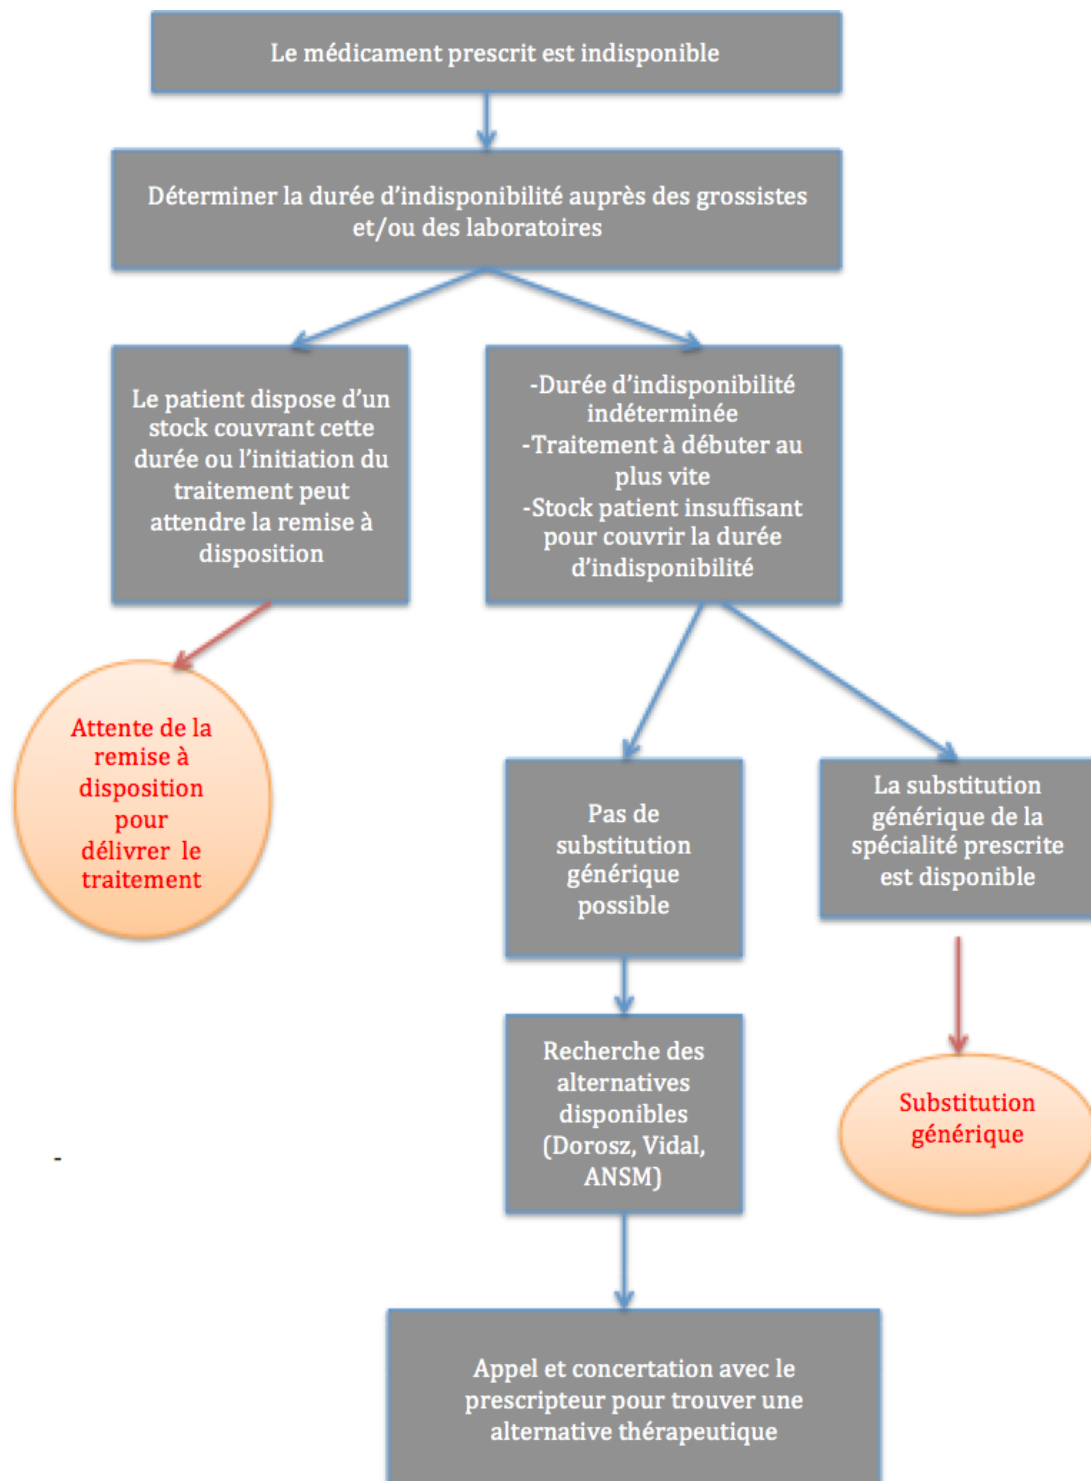 Le médicament prescrit est indisponible
Déterminer la durée d’indisponibilité auprès des grossistes
et/ou des laboratoires
Le patient dispose d’un
stock couvrant cette
durée ou l’initiation du
traitement peut
attendre la remise à
disposition
-Durée d’indisponibilité
indéterminée
-Traitement à débuter au
plus vite
-Stock patient insuffisant
pour couvrir la durée
d’indisponibilité
Attente de la
remise à
disposition
pour
délivrer le
traitement
Pas de
substitution
générique
possible
La substitution
générique de la
spécialité prescrite
est disponible
Recherche des
alternatives
disponibles
(Dorosz, Vidal,
ANSM)
Substitution
générique
-
Appel et concertation avec le
prescripteur pour trouver une
alternative thérapeutique